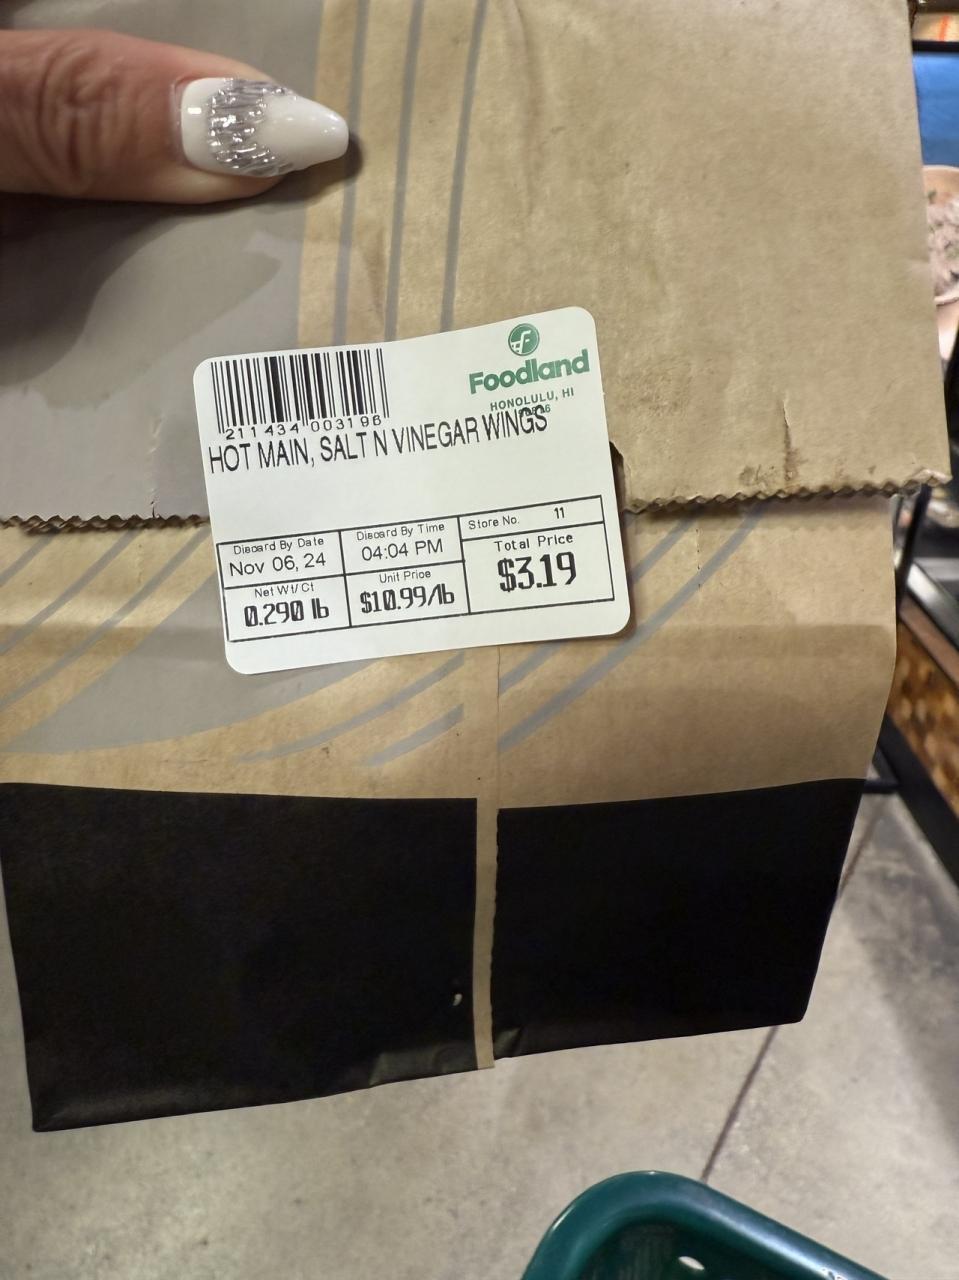 Foodland
HONOLULU, HI
211434 003196
HOT MAIN, SALT N VINEGAR WINGS
Discard By Date
Nov 06, 24
Discard By Time
04:04 PM
Store No. 11
Net Wt/Ct
0.290 lb
Unit Price
$10.99/lb
Total Price
$3.19